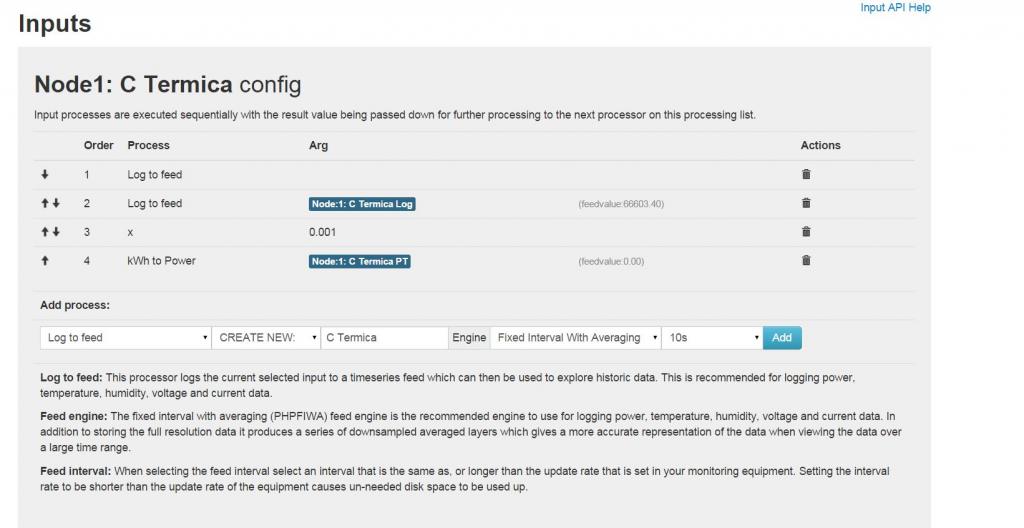 Input API Help
Inputs
Node1: C Termica config
Input processes are executed sequentially with the result value being passed down for further processing to the next processor on this processing list.
Order Process Arg Actions
1 Log to feed
2 Log to feed Node:1: C Termica Log (feedvalue:66603.40)
3 x 0.001
4 kWh to Power Node:1: C Termica PT (feedvalue:0.00)
Add process:
Log to feed CREATE NEW: C Termica Engine Fixed Interval With Averaging 10s Add
Log to feed: This processor logs the current selected input to a timeseries feed which can then be used to explore historic data. This is recommended for logging power,
temperature, humidity, voltage and current data.
Feed engine: The fixed interval with averaging (PHPFIWA) feed engine is the recommended engine to use for logging power, temperature, humidity, voltage and current data. In
addition to storing the full resolution data it produces a series of downsampled averaged layers which gives a more accurate representation of the data when viewing the data over
a large time range.
Feed interval: When selecting the feed interval select an interval that is the same as, or longer than the update rate that is set in your monitoring equipment. Setting the interval
rate to be shorter than the update rate of the equipment causes un-needed disk space to be used up.